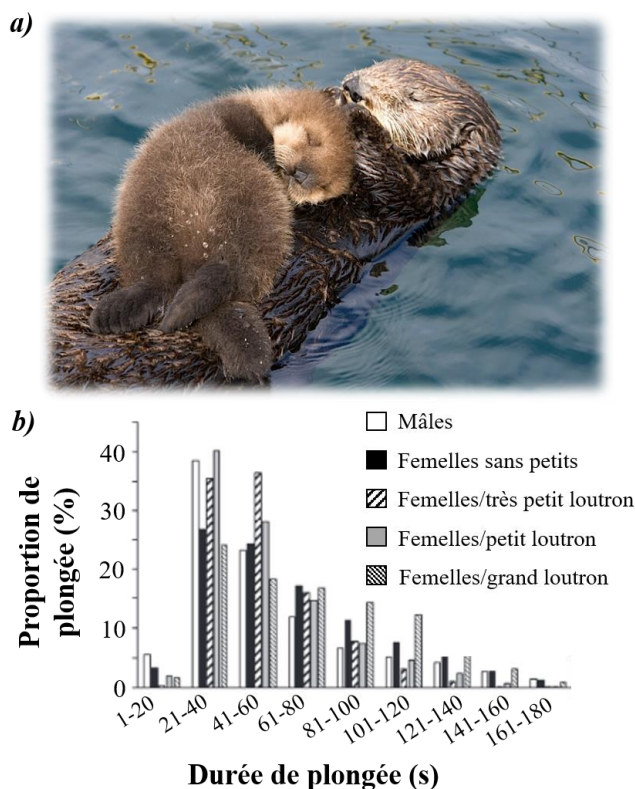 a)
b)
Mâles
Femelles sans petits
Femelles/très petit loutron
Femelles/petit loutron
Femelles/grand loutron
Proportion de
plongée (%)
40
30
20
10
0
1-20
21-40
41-60
61-80
81-100
101-120
121-140
141-160
161-180
Durée de plongée (s)